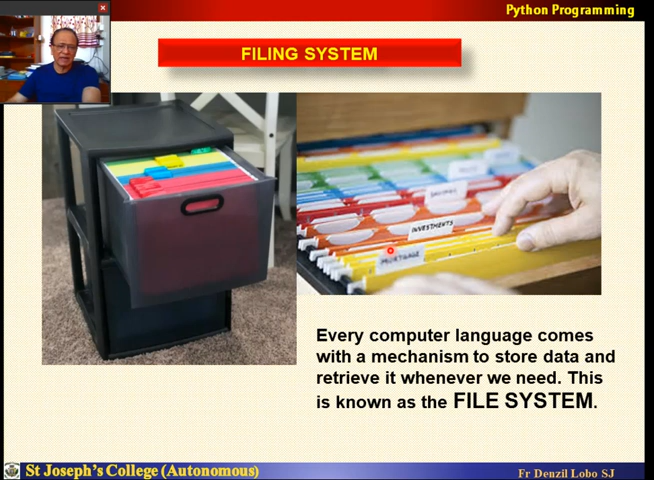 Python Programming
FILING SYSTEM
INVESTMENTS
MORTGAGE
Every computer language comes
with a mechanism to store data and
retrieve it whenever we need. This
is known as the FILE SYSTEM.
St Joseph's College (Autonomous)
Fr Denzil Lobo SJ